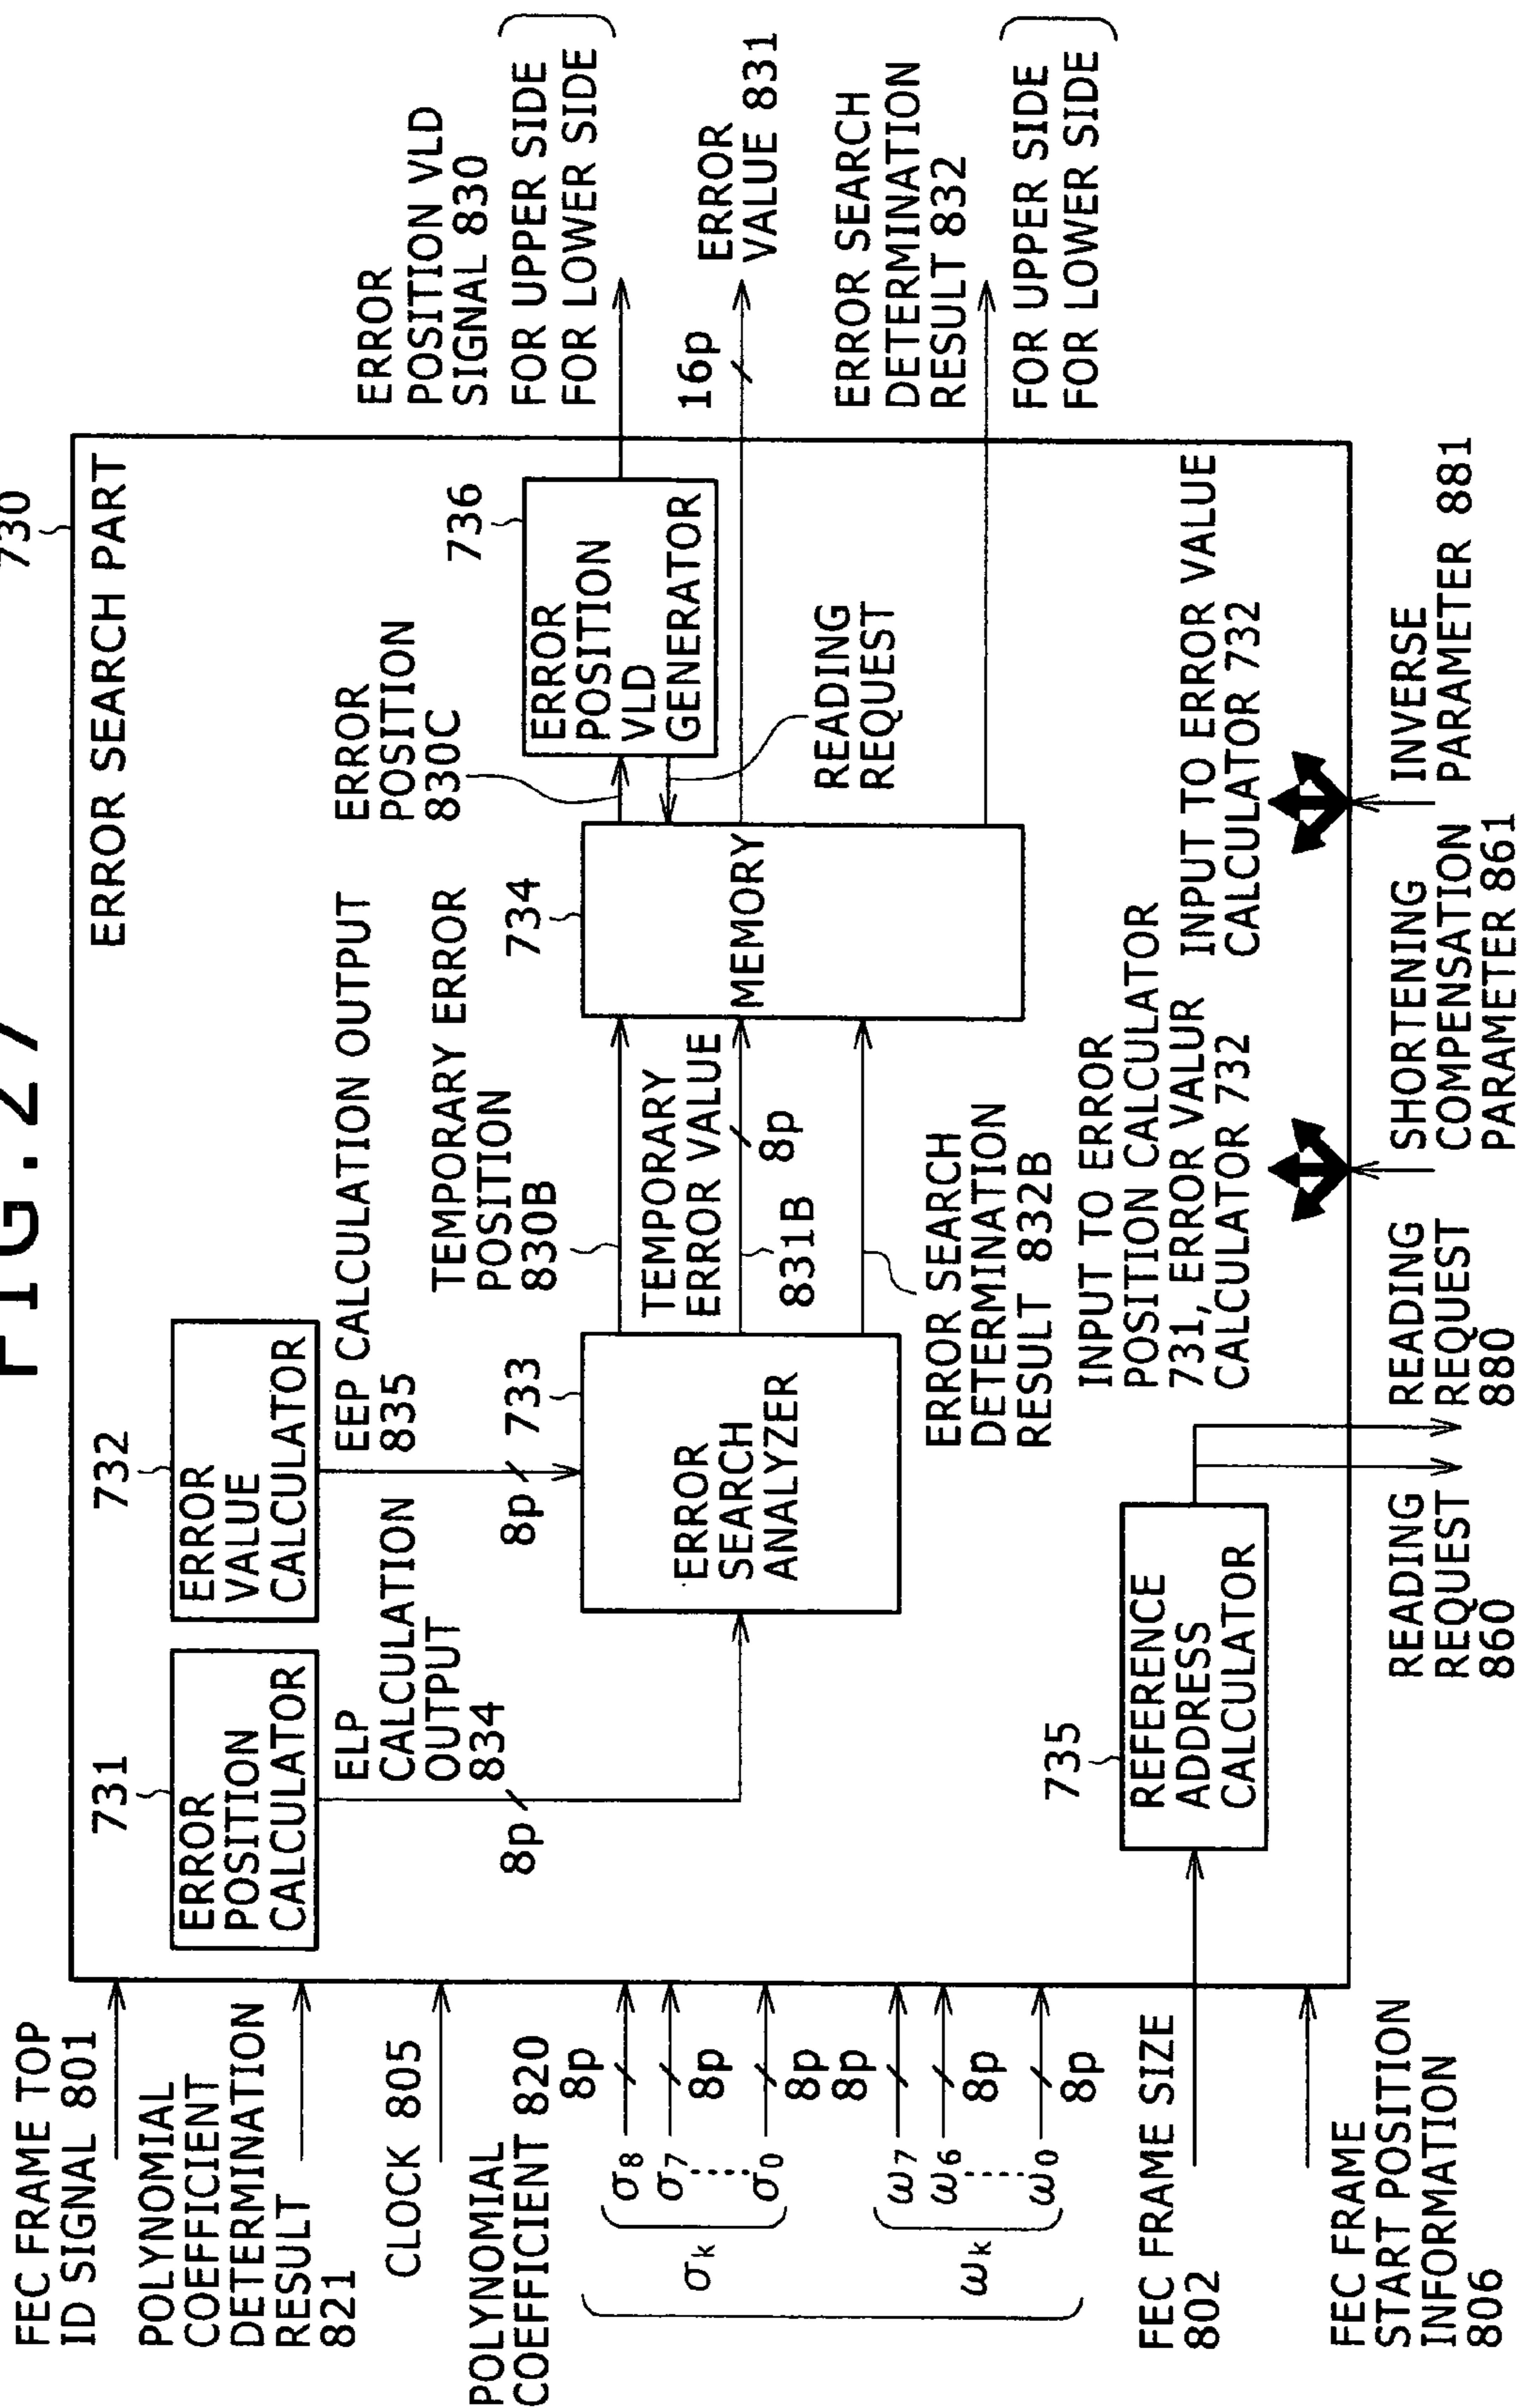 FIG.27
730
ERROR SEARCH PART
FEC FRAME TOP
ID SIGNAL 801
POLYNOMIAL
COEFFICIENT
DETERMINATION
RESULT
821
CLOCK 805
POLYNOMIAL
COEFFICIENT 820
σk
σ8
σ7
σ0
8p
8p
8p
ωk
ω7
ω6
ω0
8p
8p
8p
FEC FRAME SIZE
802
FEC FRAME
START POSITION
INFORMATION
806
731
ERROR
POSITION
CALCULATOR
732
ERROR
VALUE
CALCULATOR
ELP
CALCULATION
OUTPUT
834
8p
EEP CALCULATION OUTPUT
835
8p
733
ERROR
SEARCH
ANALYZER
TEMPORARY ERROR
POSITION
830B
TEMPORARY
ERROR VALUE
831B
8p
ERROR SEARCH
DETERMINATION
RESULT 832B
734
MEMORY
ERROR
POSITION
830C
READING
REQUEST
736
ERROR
POSITION
VLD
GENERATOR
ERROR
POSITION VLD
SIGNAL 830
FOR UPPER SIDE
FOR LOWER SIDE
16p
ERROR
VALUE 831
ERROR SEARCH
DETERMINATION
RESULT 832
FOR UPPER SIDE
FOR LOWER SIDE
735
REFERENCE
ADDRESS
CALCULATOR
READING
REQUEST
860
READING
REQUEST
880
INPUT TO ERROR
POSITION CALCULATOR
731, ERROR VALUR
CALCULATOR 732
SHORTENING
COMPENSATION
PARAMETER 861
INPUT TO ERROR VALUE
CALCULATOR 732
INVERSE
PARAMETER 881